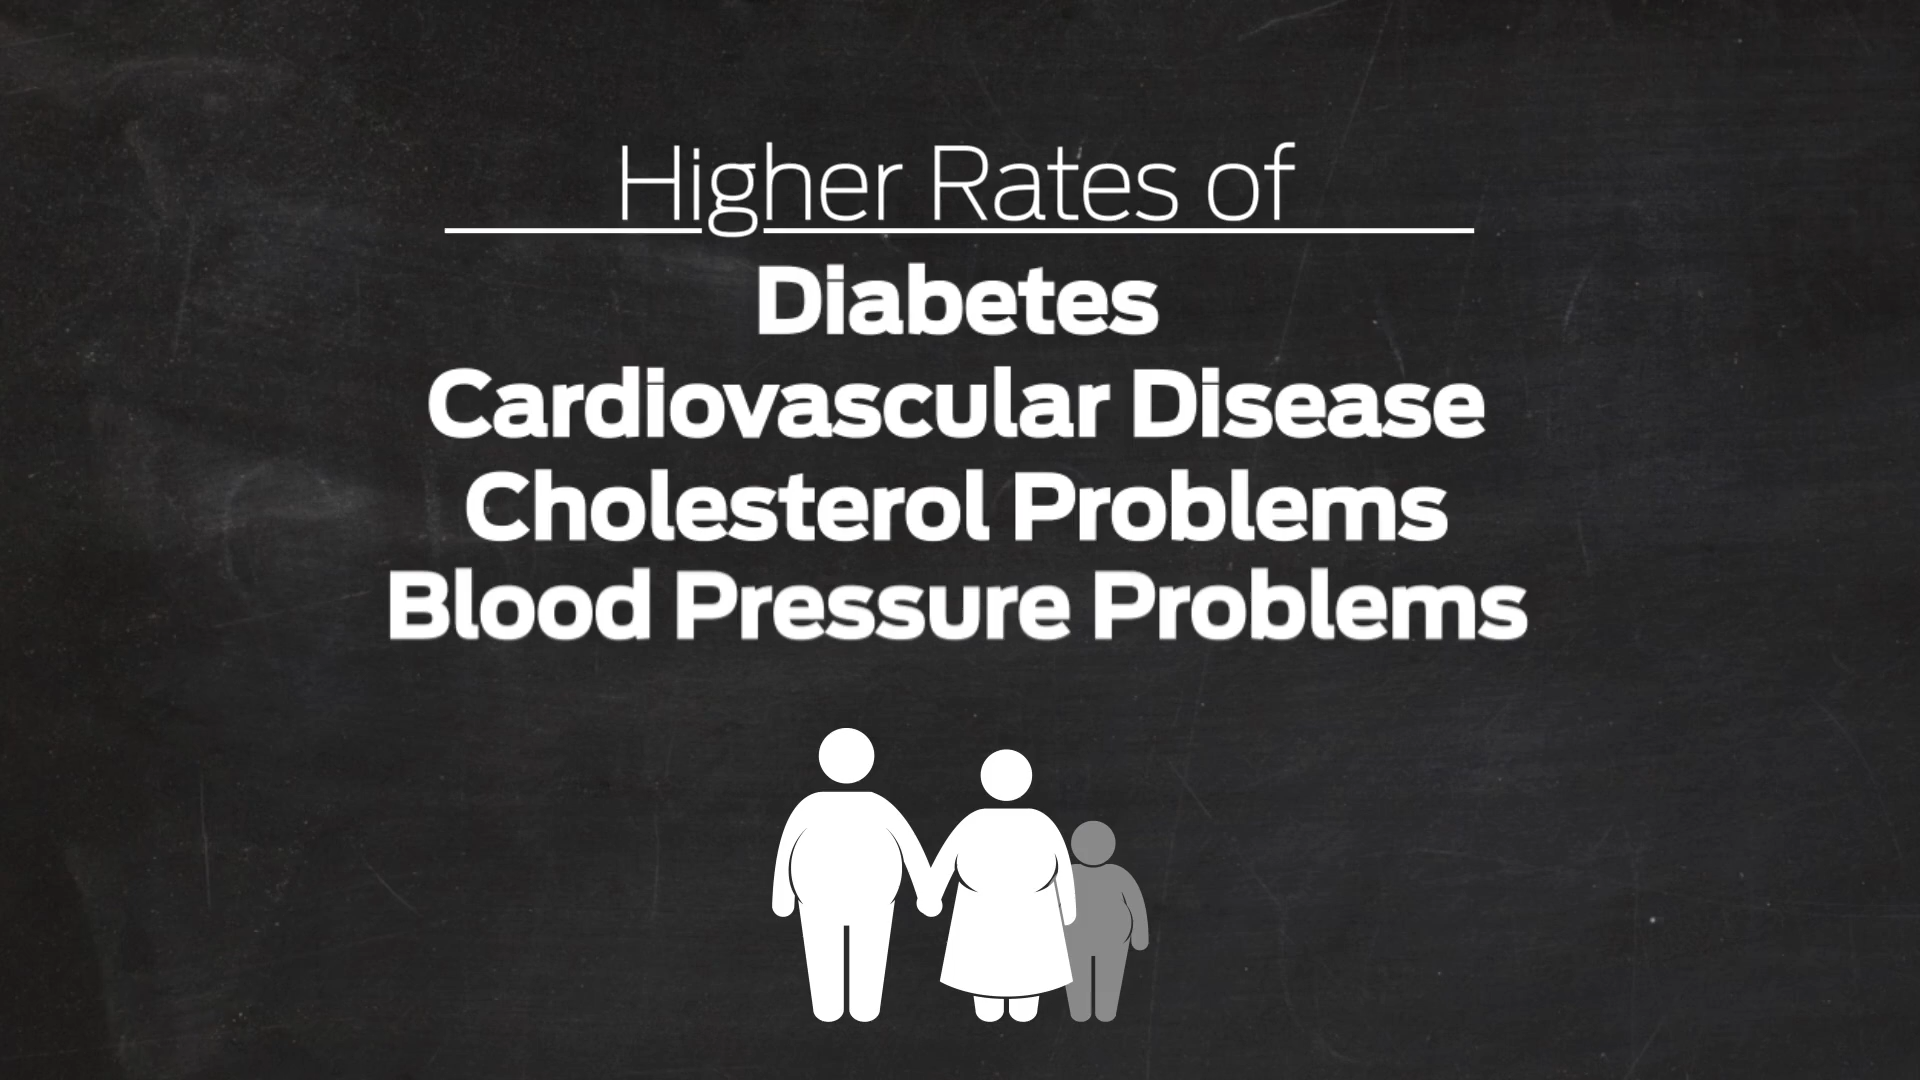 Higher Rates of
Diabetes
Cardiovascular Disease
Cholesterol Problems
Blood Pressure Problems